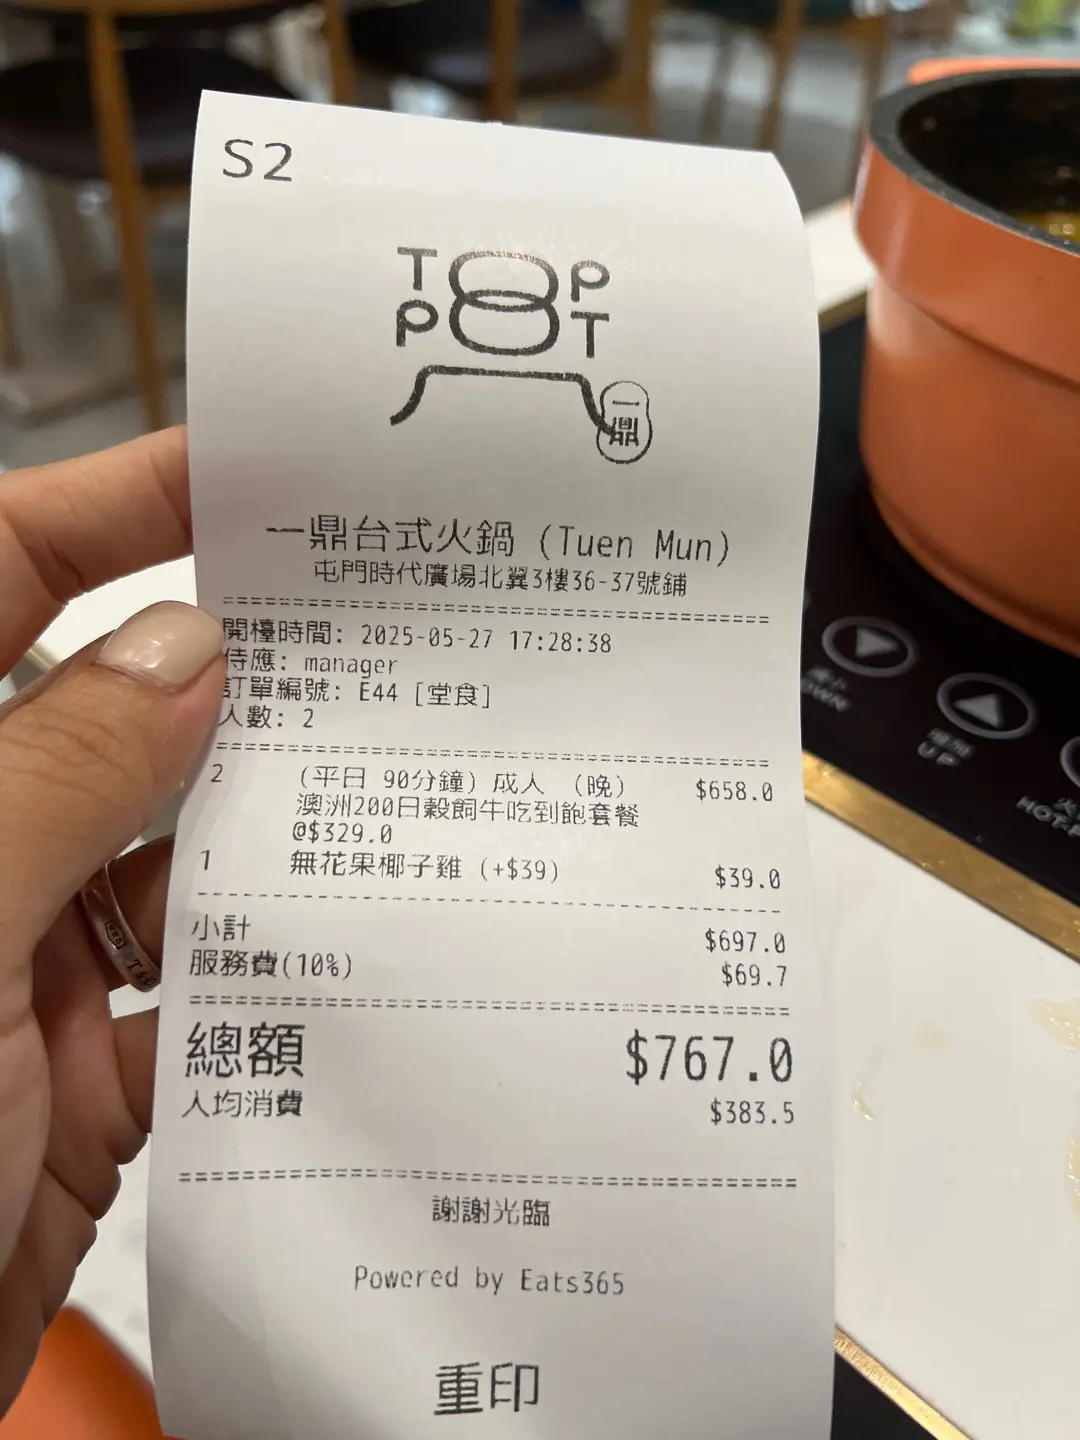 S2
TOP
POT
一鼎
一鼎台式火鍋 (Tuen Mun)
屯門時代廣場北翼3樓36-37號鋪
開檯時間: 2025-05-27 17:28:38
侍應: manager
訂單編號: E44 [堂食]
人數: 2
2 (平日 90分鐘) 成人 (晚) $658.0
澳洲200日穀飼牛吃到飽套餐
@$329.0
1 無花果椰子雞 (+$39) $39.0
小計 $697.0
服務費(10%) $69.7
總額 $767.0
人均消費 $383.5
謝謝光臨
Powered by Eats365
重印
UP